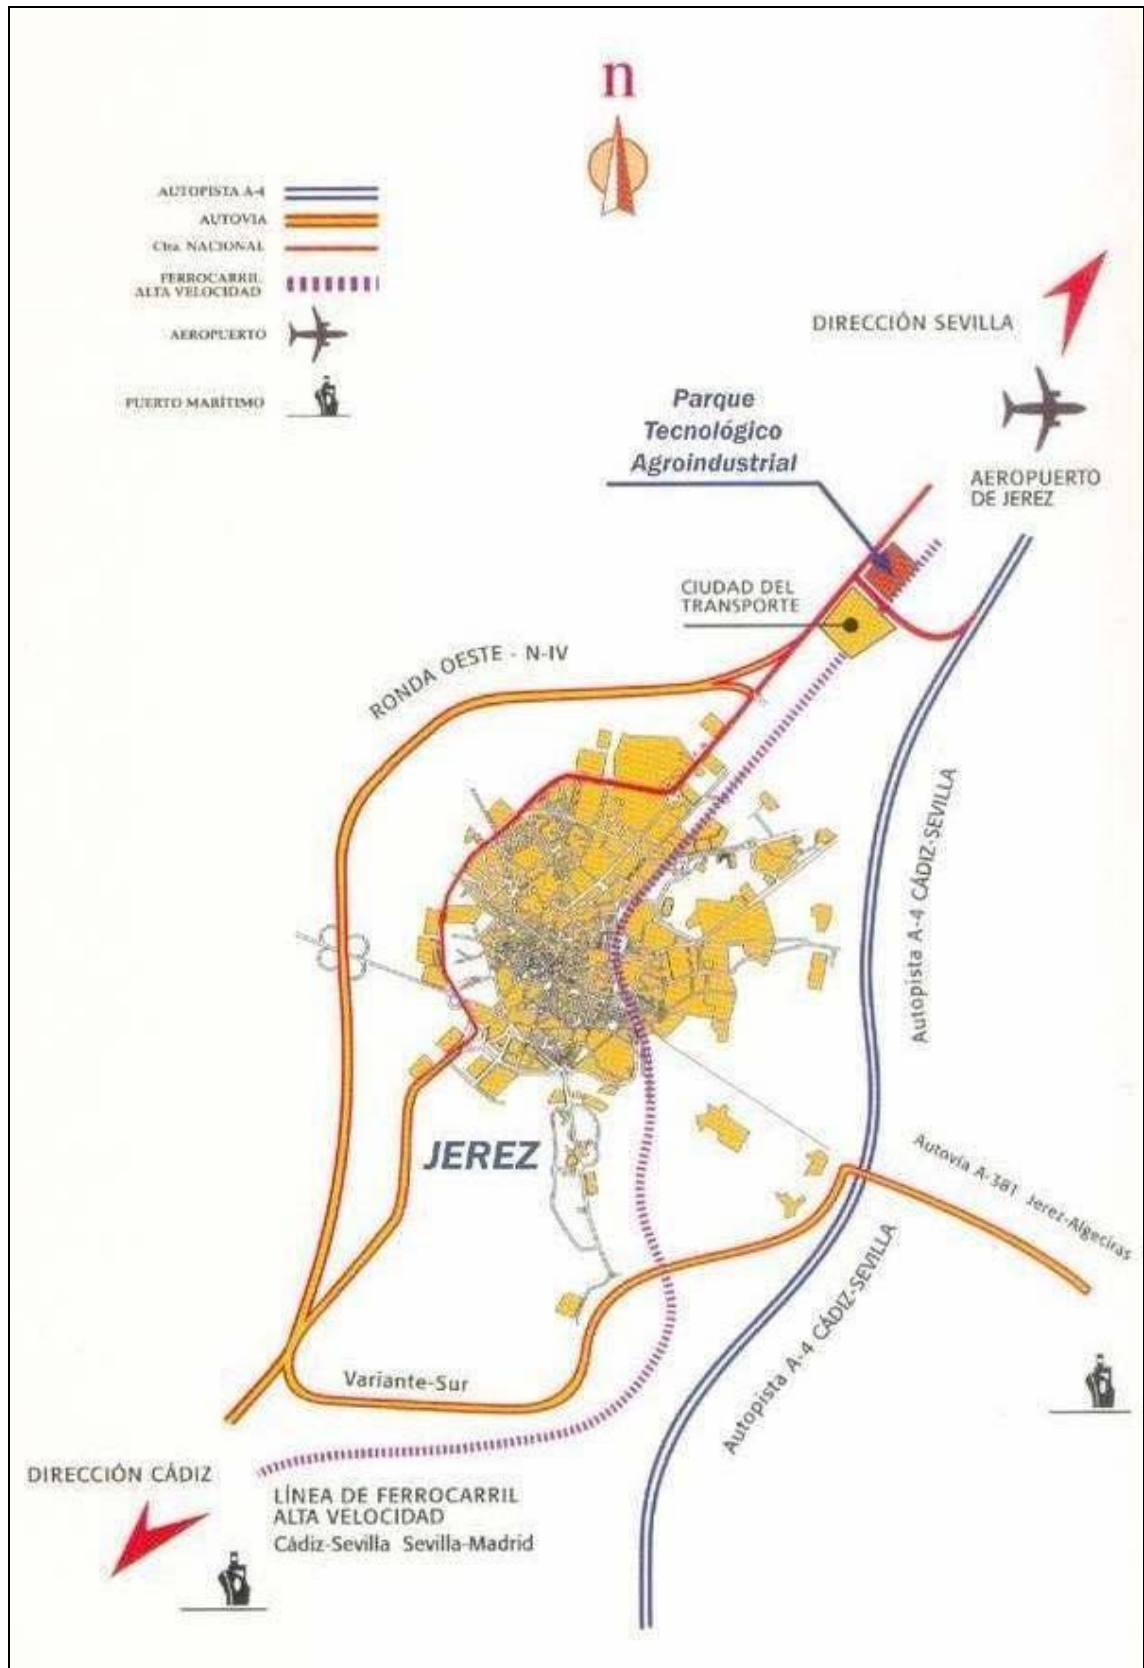 n
AUTOPISTA A-4
AUTOVIA
Ctra. NACIONAL
FERROCARRIL
ALTA VELOCIDAD
AEROPUERTO
PUERTO MARÍTIMO
DIRECCIÓN SEVILLA
Parque
Tecnológico
Agroindustrial
AEROPUERTO
DE JEREZ
CIUDAD DEL
TRANSPORTE
RONDA OESTE - N-IV
Autopista A-4 CÁDIZ-SEVILLA
JEREZ
Autovía A-381 Jerez-Algeciras
Autopista A-4 CÁDIZ-SEVILLA
Variante-Sur
DIRECCIÓN CÁDIZ
LÍNEA DE FERROCARRIL
ALTA VELOCIDAD
Cádiz-Sevilla Sevilla-Madrid